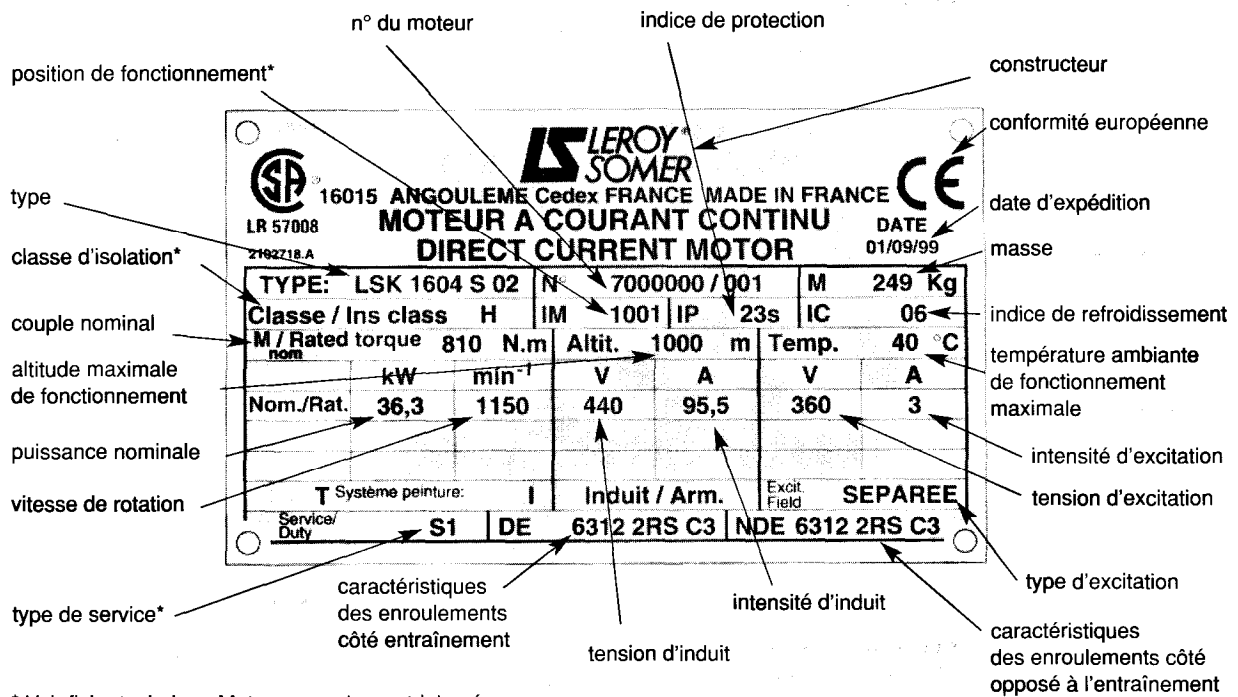 n° du moteur
indice de protection
position de fonctionnement*
constructeur
conformité européenne
LEROY®
SOMER
CE
SA
16015 ANGOULEME Cedex FRANCE MADE IN FRANCE
type
date d'expédition
LR 57008
MOTEUR A COURANT CONTINU
DATE
classe d'isolation*
2102718.A
DIRECT CURRENT MOTOR
01/09/99
masse
TYPE: LSK 1604 S 02 N° 7000000 / 001 M 249 Kg
Classe / Ins class H IM 1001 IP 23s IC 06
couple nominal
indice de refroidissement
M nom / Rated torque 810 N.m Altit. 1000 m Temp. 40 °C
altitude maximale
de fonctionnement
température ambiante
de fonctionnement
maximale
kW min-1 V A V A
Nom./Rat. 36,3 1150 440 95,5 360 3
puissance nominale
intensité d'excitation
vitesse de rotation
tension d'excitation
T Système peinture: I Induit / Arm. Excit. Field SEPAREE
Service/ Duty S1 DE 6312 2RS C3 NDE 6312 2RS C3
type de service*
caractéristiques
des enroulements
côté entraînement
tension d'induit
intensité d'induit
type d'excitation
caractéristiques
des enroulements côté
opposé à l'entraînement